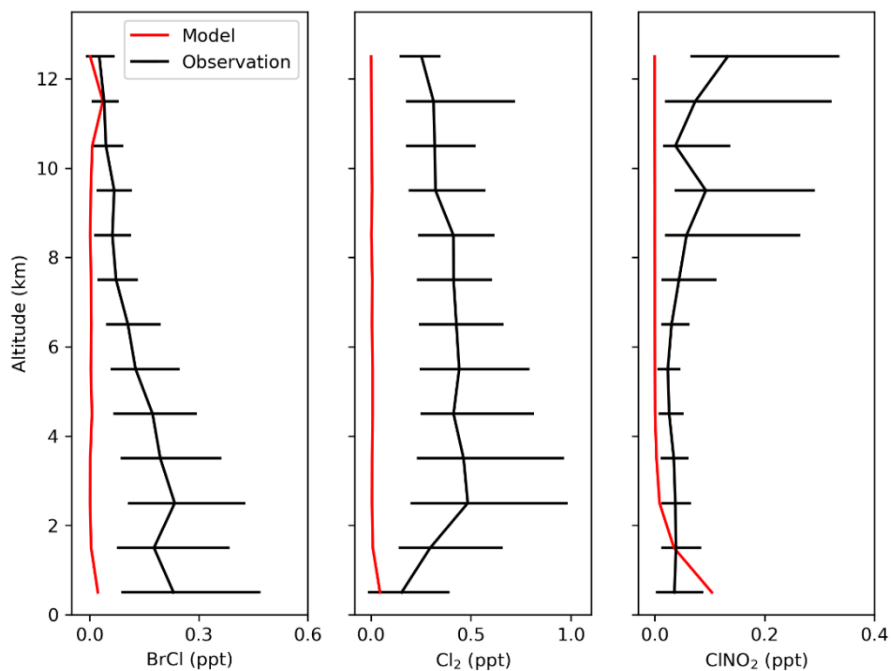 Model
Observation
Altitude (km)
12
10
8
6
4
2
0
0.0 0.3 0.6
BrCl (ppt)
0.0 0.5 1.0
Cl₂ (ppt)
0.0 0.2 0.4
ClNO₂ (ppt)